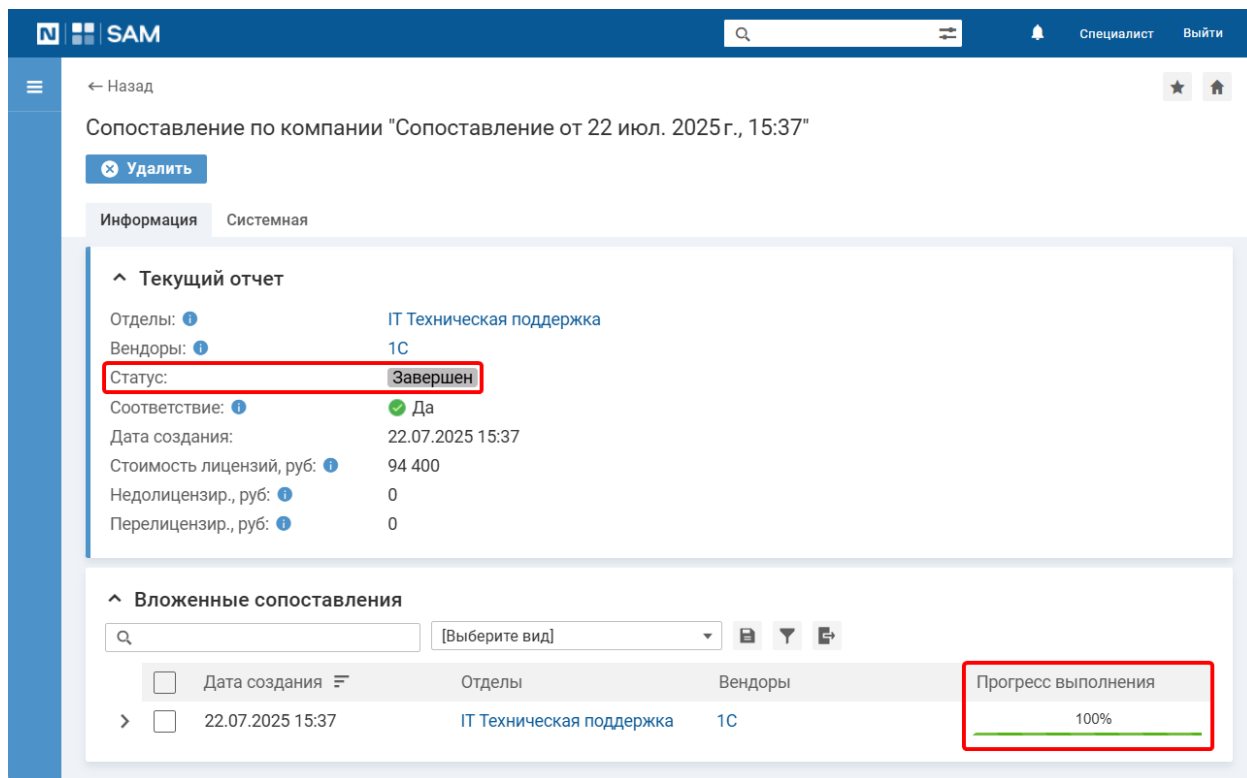 N SAM Специалист Выйти
← Назад
Сопоставление по компании "Сопоставление от 22 июл. 2025 г., 15:37"
Удалить
Информация Системная
Текущий отчет
Отделы: IT Техническая поддержка
Вендоры: 1С
Статус: Завершен
Соответствие: Да
Дата создания: 22.07.2025 15:37
Стоимость лицензий, руб: 94 400
Недолицензир., руб: 0
Перелицензир., руб: 0
Вложенные сопоставления
[Выберите вид]
Дата создания Отделы Вендоры Прогресс выполнения
22.07.2025 15:37 IT Техническая поддержка 1С 100%